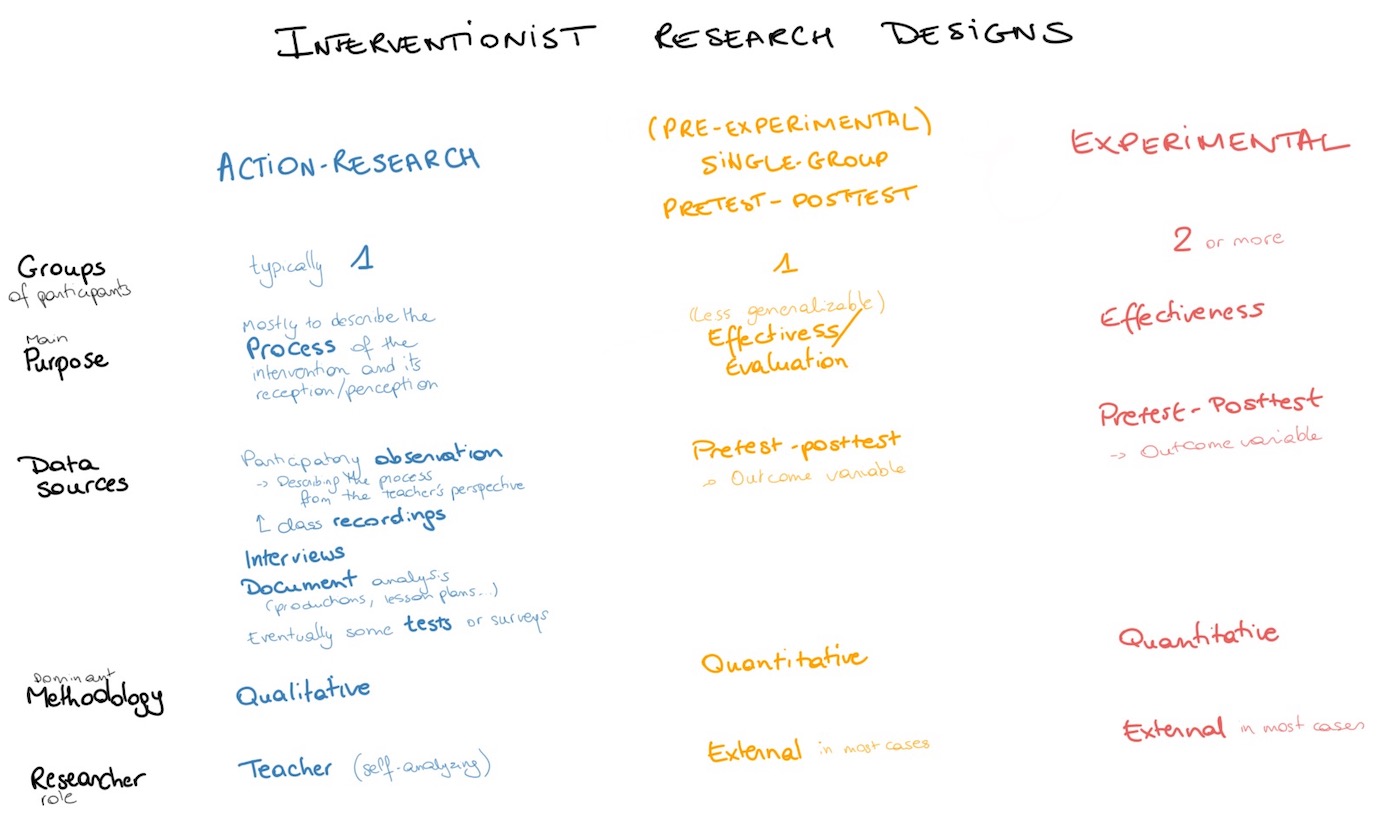 INTERVENTIONIST RESEARCH DESIGNS
ACTION-RESEARCH
(PRE-EXPERIMENTAL)
SINGLE-GROUP
PRETEST-POSTTEST
EXPERIMENTAL
Groups
of participants
typically 1
1
2 or more
Main
Purpose
Mostly to describe the
Process of the
intervention and its
reception/perception
(Less generalizable)
Effectivess/
Evaluation
Effectiveness
Data
sources
Participatory observation
-> Describing the process
from the teacher's perspective
↑ class recordings
Interviews
Document analysis
(productions, lesson plans...)
Eventually some tests or surveys
Pretest-posttest
-> Outcome variable
Pretest-Posttest
-> Outcome variable
Dominant
Methodology
Qualitative
Quantitative
Quantitative
Researcher
role
Teacher (self-analyzing)
External in most cases
External in most cases